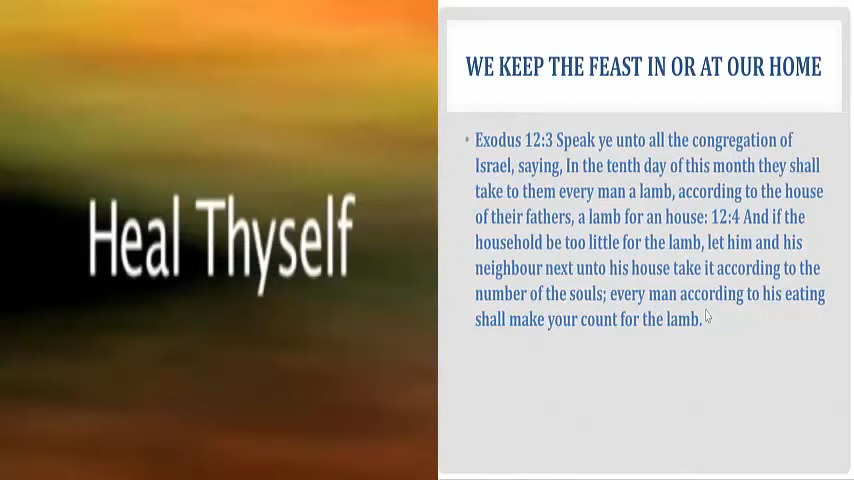 Heal Thyself
WE KEEP THE FEAST IN OR AT OUR HOME
• Exodus 12:3 Speak ye unto all the congregation of
Israel, saying, In the tenth day of this month they shall
take to them every man a lamb, according to the house
of their fathers, a lamb for an house: 12:4 And if the
household be too little for the lamb, let him and his
neighbour next unto his house take it according to the
number of the souls; every man according to his eating
shall make your count for the lamb.